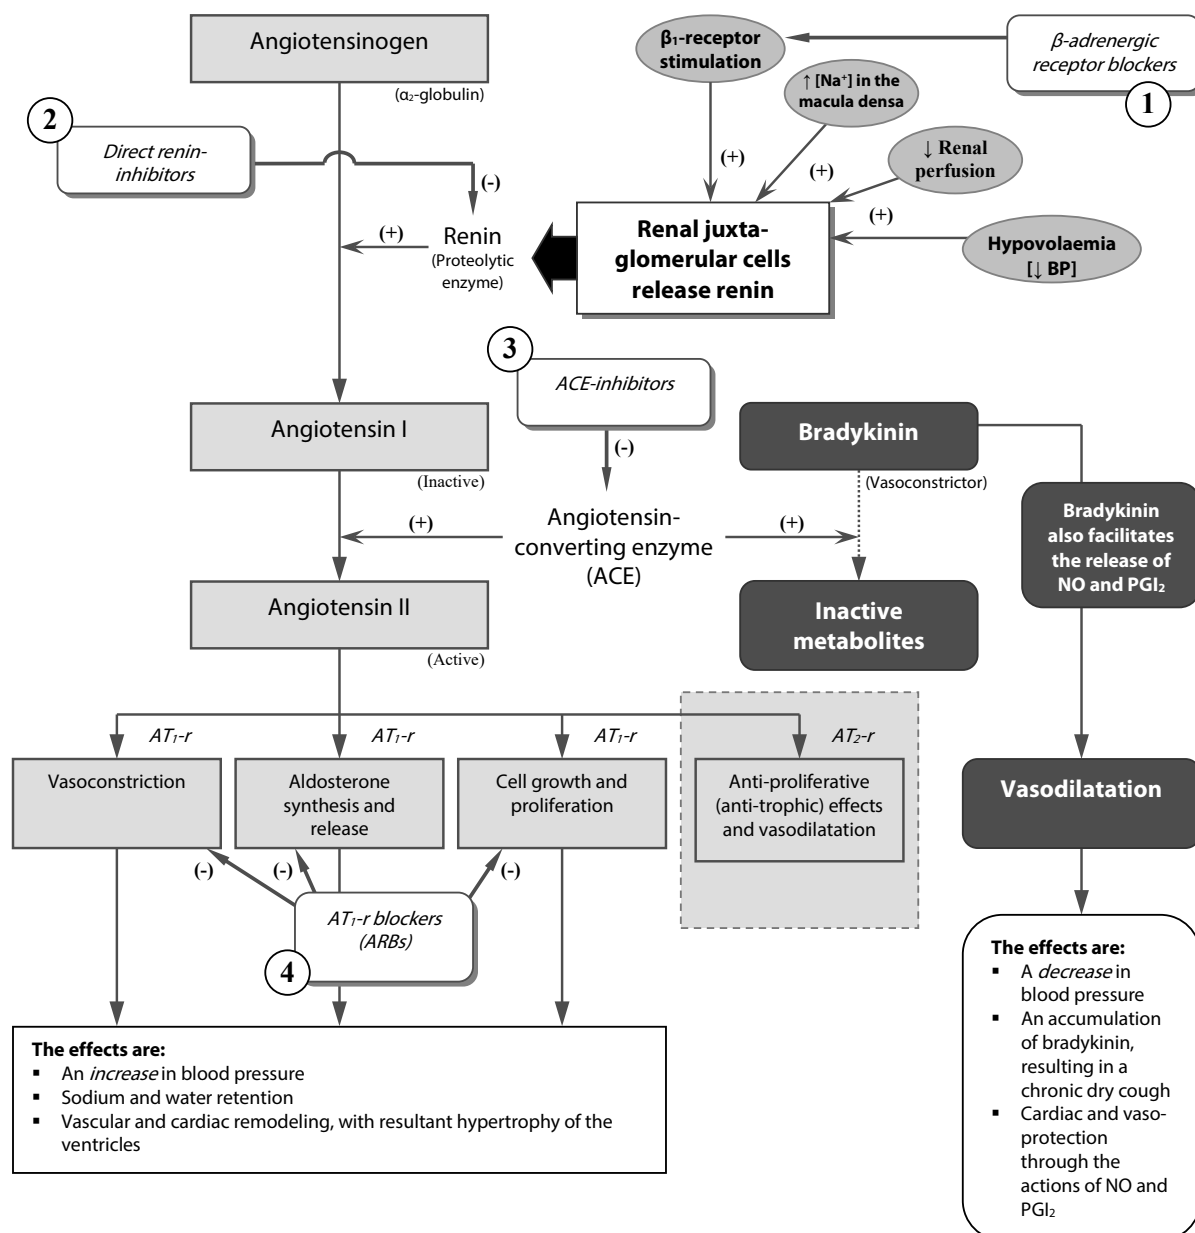 Angiotensinogen
(α₂-globulin)
β₁-receptor
stimulation
β-adrenergic
receptor blockers
1
↑ [Na⁺] in the
macula densa
2
Direct renin-
inhibitors
(-)
(+)
(+)
↓ Renal
perfusion
(+)
(+)
Renin
(Proteolytic
enzyme)
Renal juxta-
glomerular cells
release renin
Hypovolaemia
[↓ BP]
3
ACE-inhibitors
(-)
Angiotensin I
(Inactive)
Bradykinin
(Vasoconstrictor)
(+)
Angiotensin-
converting enzyme
(ACE)
(+)
Bradykinin
also facilitates
the release of
NO and PGI₂
Angiotensin II
(Active)
Inactive
metabolites
AT₁-r
AT₁-r
AT₁-r
AT₂-r
Vasoconstriction
Aldosterone
synthesis and
release
Cell growth and
proliferation
Anti-proliferative
(anti-trophic) effects
and vasodilatation
Vasodilatation
(-)
(-)
(-)
AT₁-r blockers
(ARBs)
4
The effects are:
▪ An increase in blood pressure
▪ Sodium and water retention
▪ Vascular and cardiac remodeling, with resultant hypertrophy of the
ventricles
The effects are:
▪ A decrease in
blood pressure
▪ An accumulation
of bradykinin,
resulting in a
chronic dry cough
▪ Cardiac and vaso-
protection
through the
actions of NO and
PGI₂